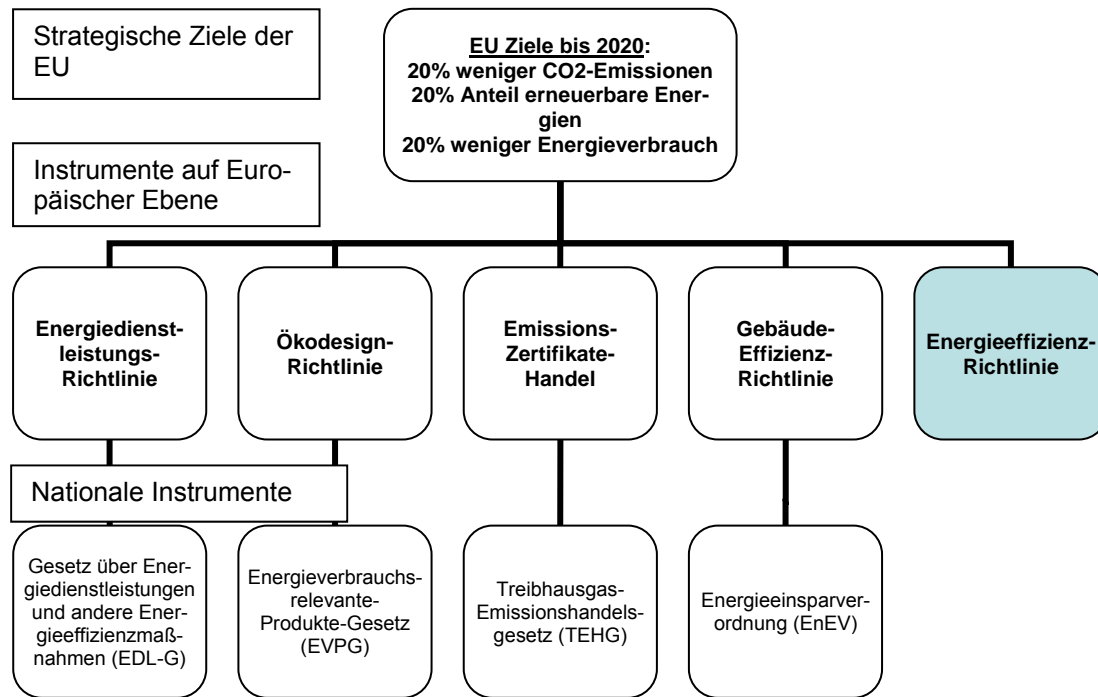 Strategische Ziele der
EU
EU Ziele bis 2020:
20% weniger CO2-Emissionen
20% Anteil erneuerbare Ener-
gien
20% weniger Energieverbrauch
Instrumente auf Euro-
päischer Ebene
Energiedienst-
leistungs-
Richtlinie
Ökodesign-
Richtlinie
Emissions-
Zertifikate-
Handel
Gebäude-
Effizienz-
Richtlinie
Energieeffizienz-
Richtlinie
Nationale Instrumente
Gesetz über Ener-
giedienstleistungen
und andere Ener-
gieeffizienzmaß-
nahmen (EDL-G)
Energieverbrauchs-
relevante-
Produkte-Gesetz
(EVPG)
Treibhausgas-
Emissionshandels-
gesetz (TEHG)
Energieeinsparver-
ordnung (EnEV)